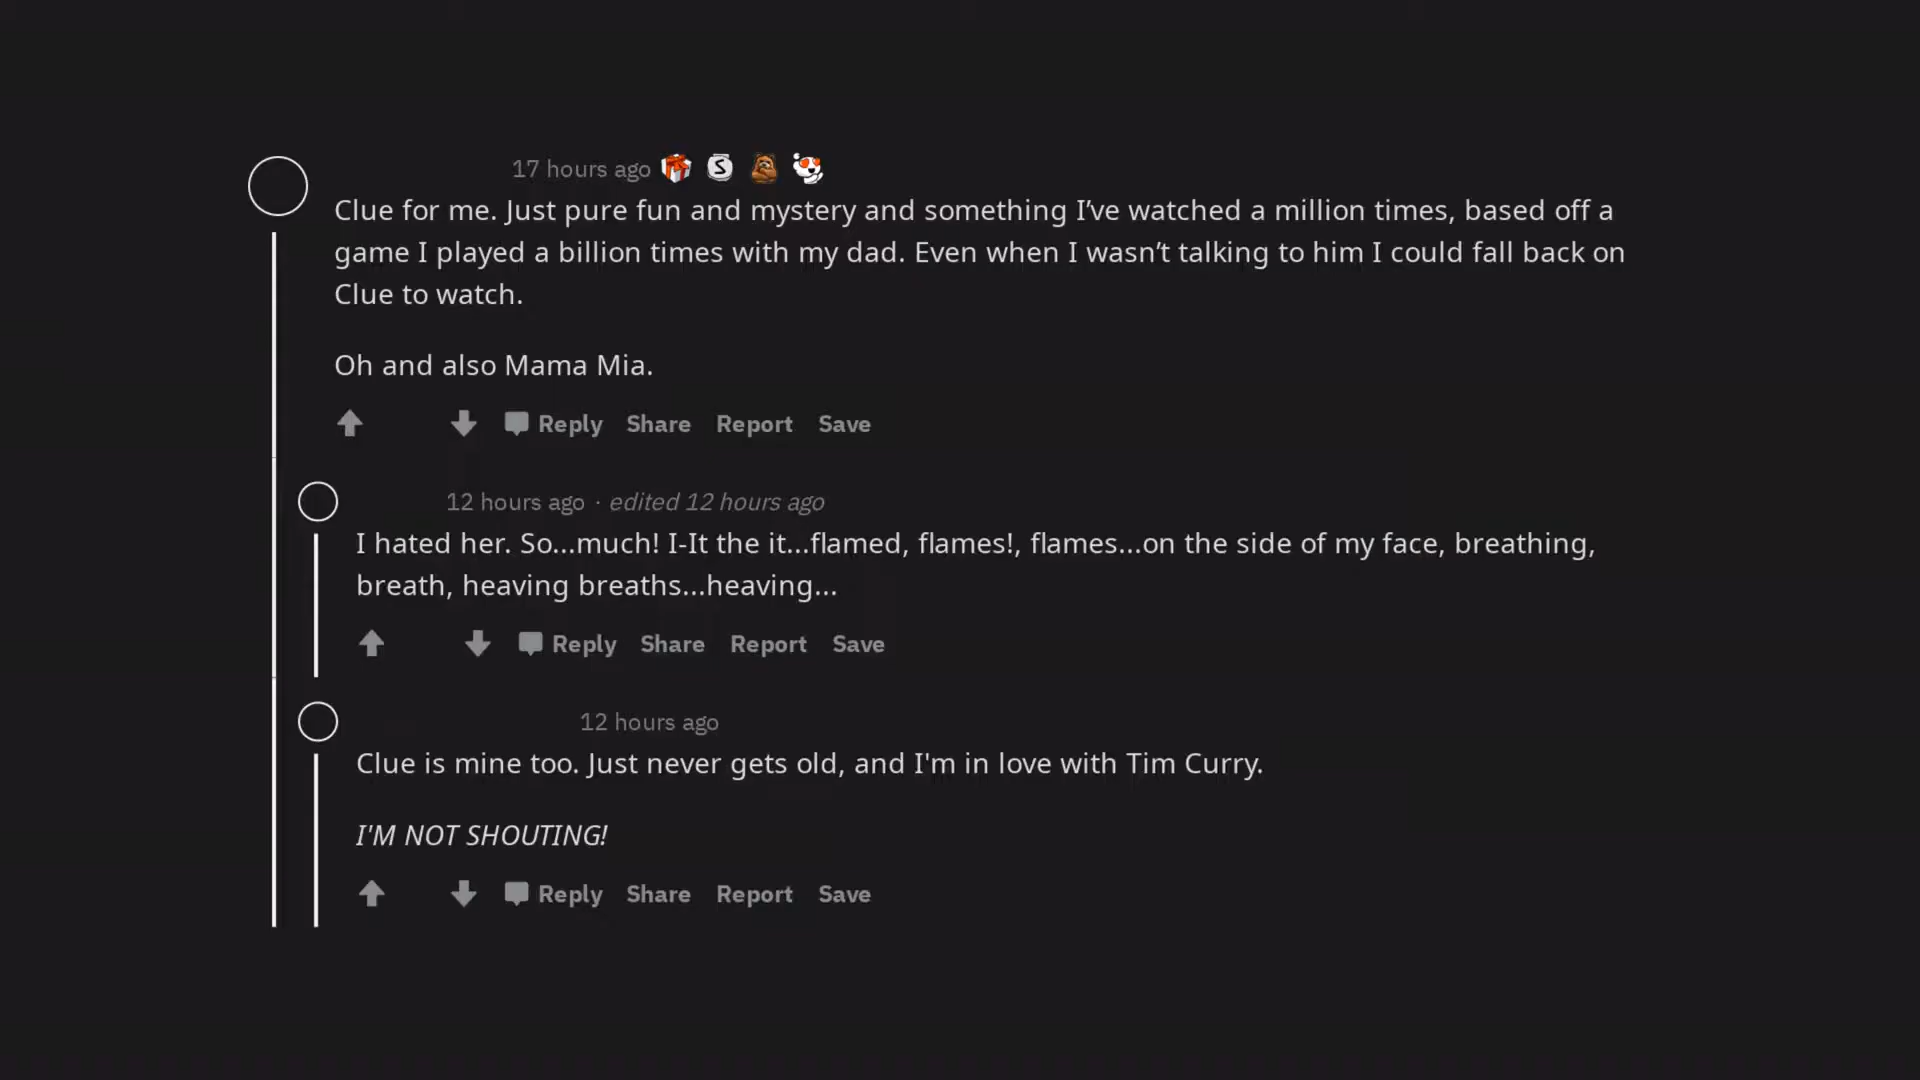 17 hours ago
Clue for me. Just pure fun and mystery and something I’ve watched a million times, based off a
game I played a billion times with my dad. Even when I wasn’t talking to him I could fall back on
Clue to watch.
Oh and also Mama Mia.
Reply Share Report Save
12 hours ago · edited 12 hours ago
I hated her. So...much! I-It the it...flamed, flames!, flames...on the side of my face, breathing,
breath, heaving breaths...heaving...
Reply Share Report Save
12 hours ago
Clue is mine too. Just never gets old, and I'm in love with Tim Curry.
I'M NOT SHOUTING!
Reply Share Report Save